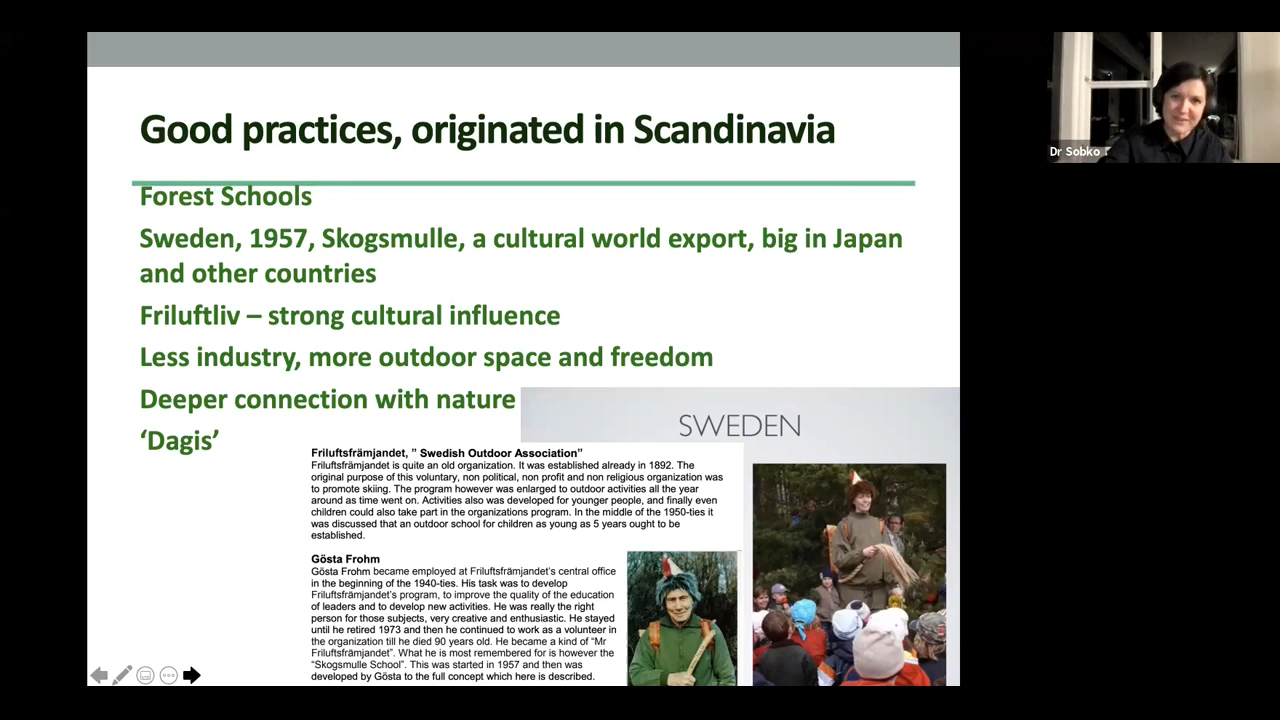 Good practices, originated in Scandinavia
Forest Schools
Sweden, 1957, Skogsmulle, a cultural world export, big in Japan
and other countries
Friluftliv – strong cultural influence
Less industry, more outdoor space and freedom
Deeper connection with nature
‘Dagis’
SWEDEN
Friluftsfrämjandet, ” Swedish Outdoor Association”
Friluftsfrämjandet is quite an old organization. It was established already in 1892. The
original purpose of this voluntary, non political, non profit and non religious organization was
to promote skiing. The program however was enlarged to outdoor activities all the year
around as time went on. Activities also was developed for younger people, and finally even
children could also take part in the organizations program. In the middle of the 1950-ties it
was discussed that an outdoor school for children as young as 5 years ought to be
established.
Gösta Frohm
Gösta Frohm became employed at Friluftsfrämjandet’s central office
in the beginning of the 1940-ties. His task was to develop
Friluftsfrämjandet’s program, to improve the quality of the education
of leaders and to develop new activities. He was really the right
person for those subjects, very creative and enthusiastic. He stayed
until he retired 1973 and then he continued to work as a volunteer in
the organization till he died 90 years old. He became a kind of “Mr
Friluftsfrämjandet”. What he is most remembered for is however the
“Skogsmulle School”. This was started in 1957 and then was
developed by Gösta to the full concept which here is described.
Dr Sobko